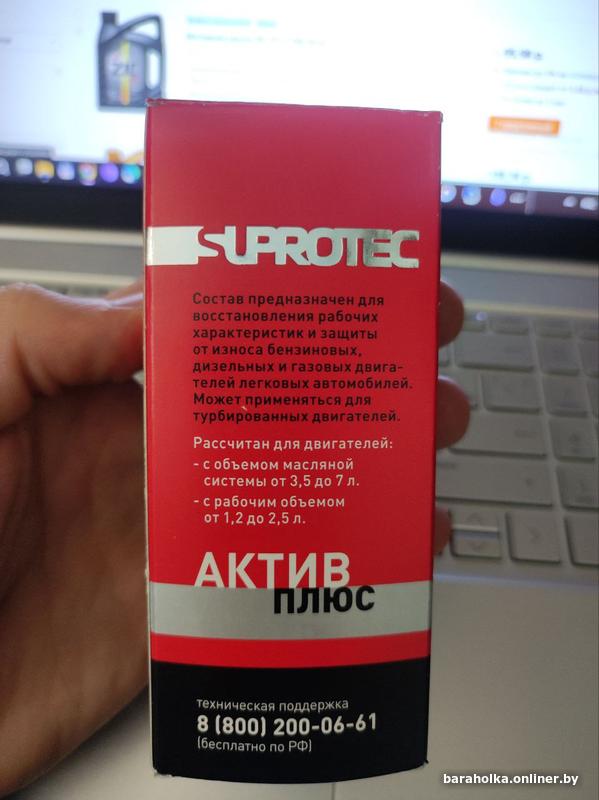 SUPROTEC
Состав предназначен для
восстановления рабочих
характеристик и защиты
от износа бензиновых,
дизельных и газовых двига-
телей легковых автомобилей.
Может применяться для
турбированных двигателей.
Рассчитан для двигателей:
- с объемом масляной
системы от 3,5 до 7 л.
- с рабочим объемом
от 1,2 до 2,5 л.
АКТИВ
ПЛЮС
техническая поддержка
8 (800) 200-06-61
(бесплатно по РФ)
baraholka.onliner.by